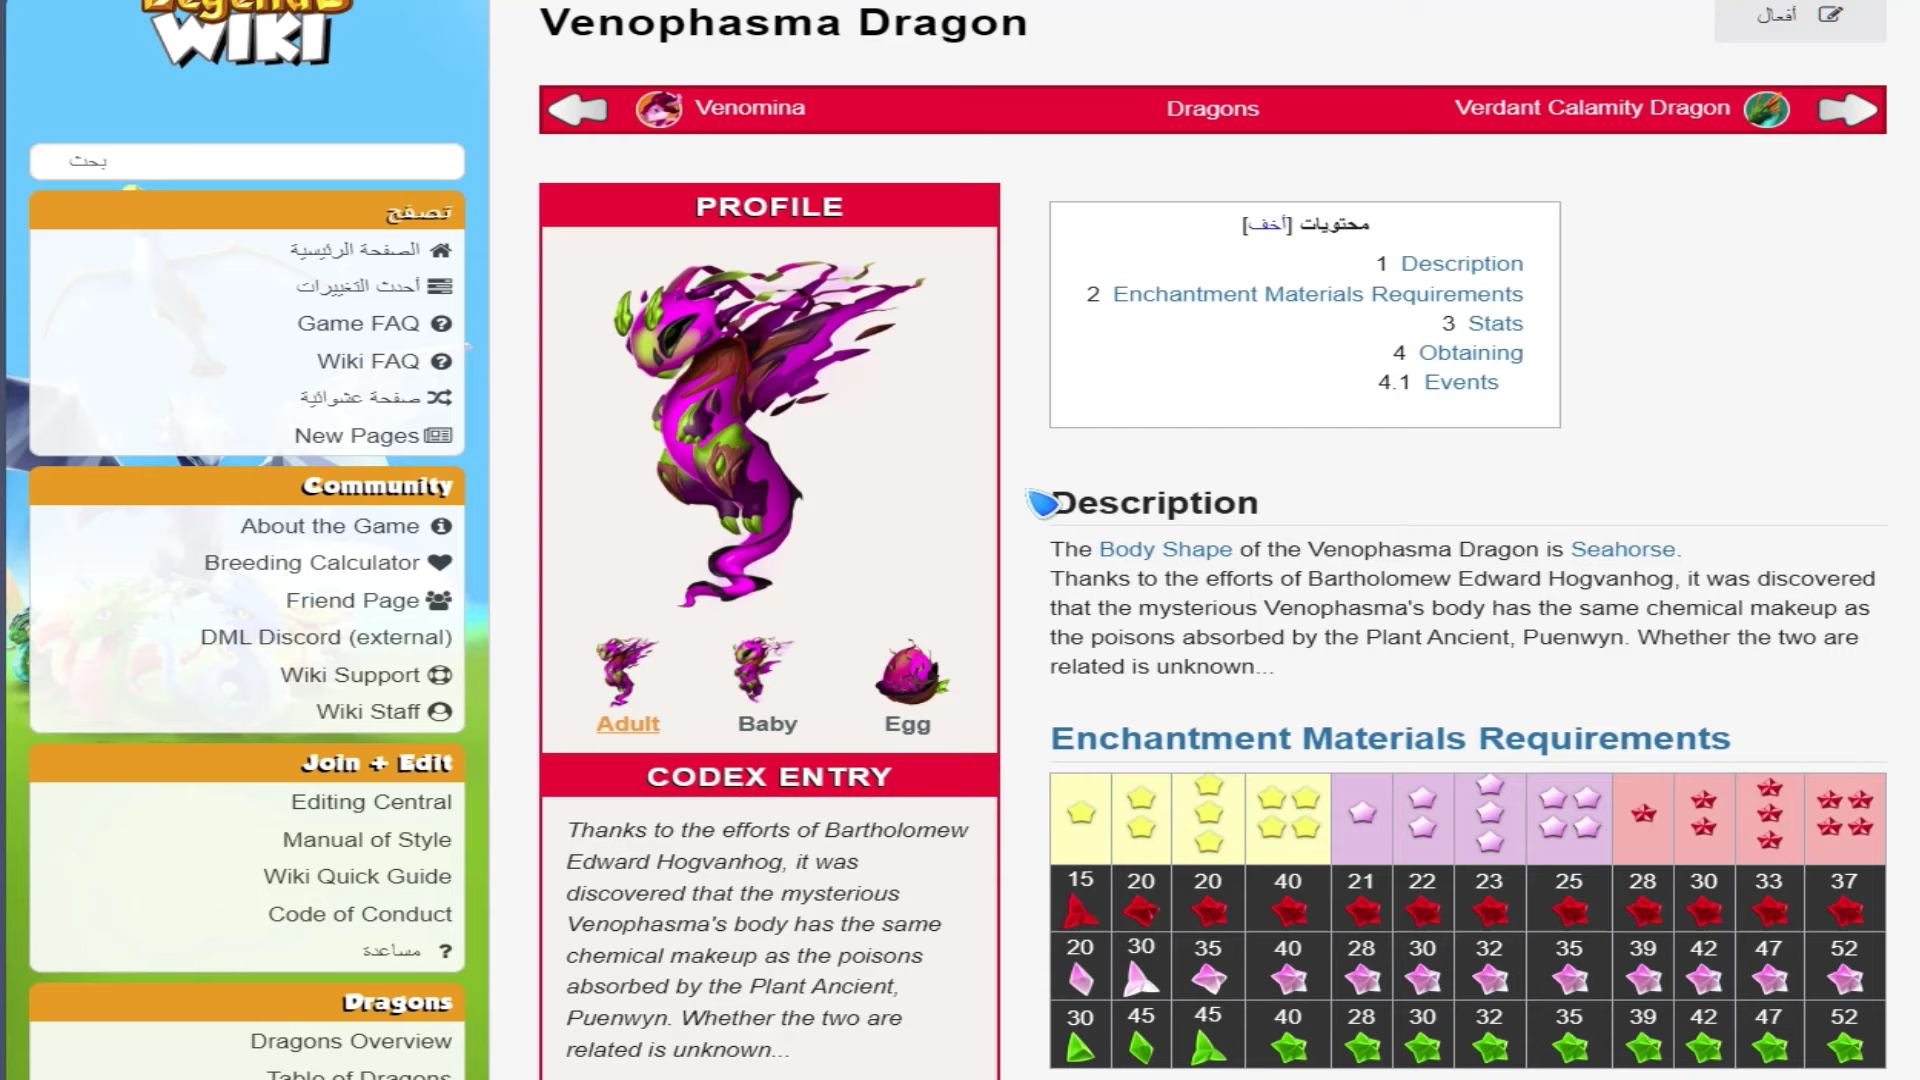 Legends
WIKI
بحث
تصفح
الصفحة الرئيسية
أحدث التغييرات
Game FAQ
Wiki FAQ
صفحة عشوائية
New Pages
Community
About the Game
Breeding Calculator
Friend Page
DML Discord (external)
Wiki Support
Wiki Staff
Join + Edit
Editing Central
Manual of Style
Wiki Quick Guide
Code of Conduct
مساعدة
Dragons
Dragons Overview
Table of Dragons
Venophasma Dragon
أفعال
Venomina
Dragons
Verdant Calamity Dragon
PROFILE
Adult
Baby
Egg
CODEX ENTRY
Thanks to the efforts of Bartholomew
Edward Hogvanhog, it was
discovered that the mysterious
Venophasma's body has the same
chemical makeup as the poisons
absorbed by the Plant Ancient,
Puenwyn. Whether the two are
related is unknown...
محتويات [أخف]
1 Description
2 Enchantment Materials Requirements
3 Stats
4 Obtaining
4.1 Events
Description
The Body Shape of the Venophasma Dragon is Seahorse.
Thanks to the efforts of Bartholomew Edward Hogvanhog, it was discovered
that the mysterious Venophasma's body has the same chemical makeup as
the poisons absorbed by the Plant Ancient, Puenwyn. Whether the two are
related is unknown...
Enchantment Materials Requirements
15 20 20 40 21 22 23 25 28 30 33 37
20 30 35 40 28 30 32 35 39 42 47 52
30 45 45 40 28 30 32 35 39 42 47 52